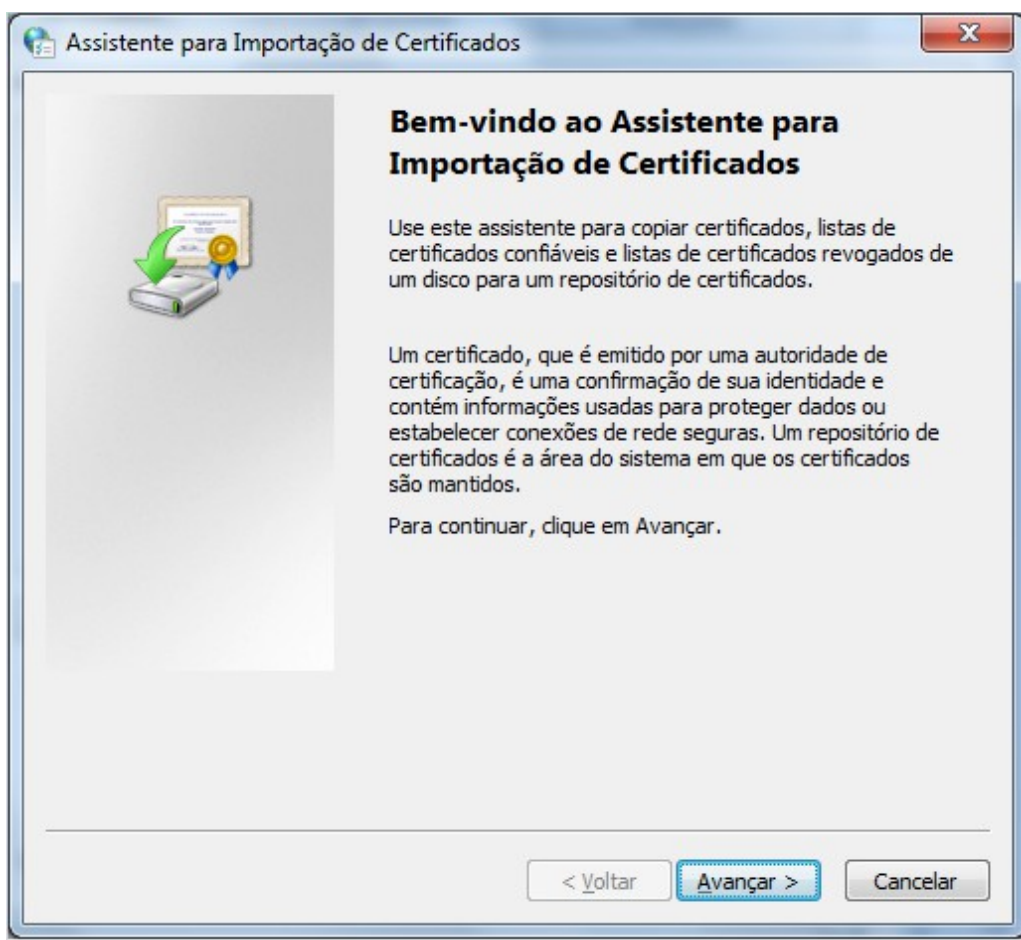 Assistente para Importação de Certificados
Bem-vindo ao Assistente para
Importação de Certificados
Use este assistente para copiar certificados, listas de
certificados confiáveis e listas de certificados revogados de
um disco para um repositório de certificados.
Um certificado, que é emitido por uma autoridade de
certificação, é uma confirmação de sua identidade e
contém informações usadas para proteger dados ou
estabelecer conexões de rede seguras. Um repositório de
certificados é a área do sistema em que os certificados
são mantidos.
Para continuar, clique em Avançar.
< Voltar Avançar > Cancelar